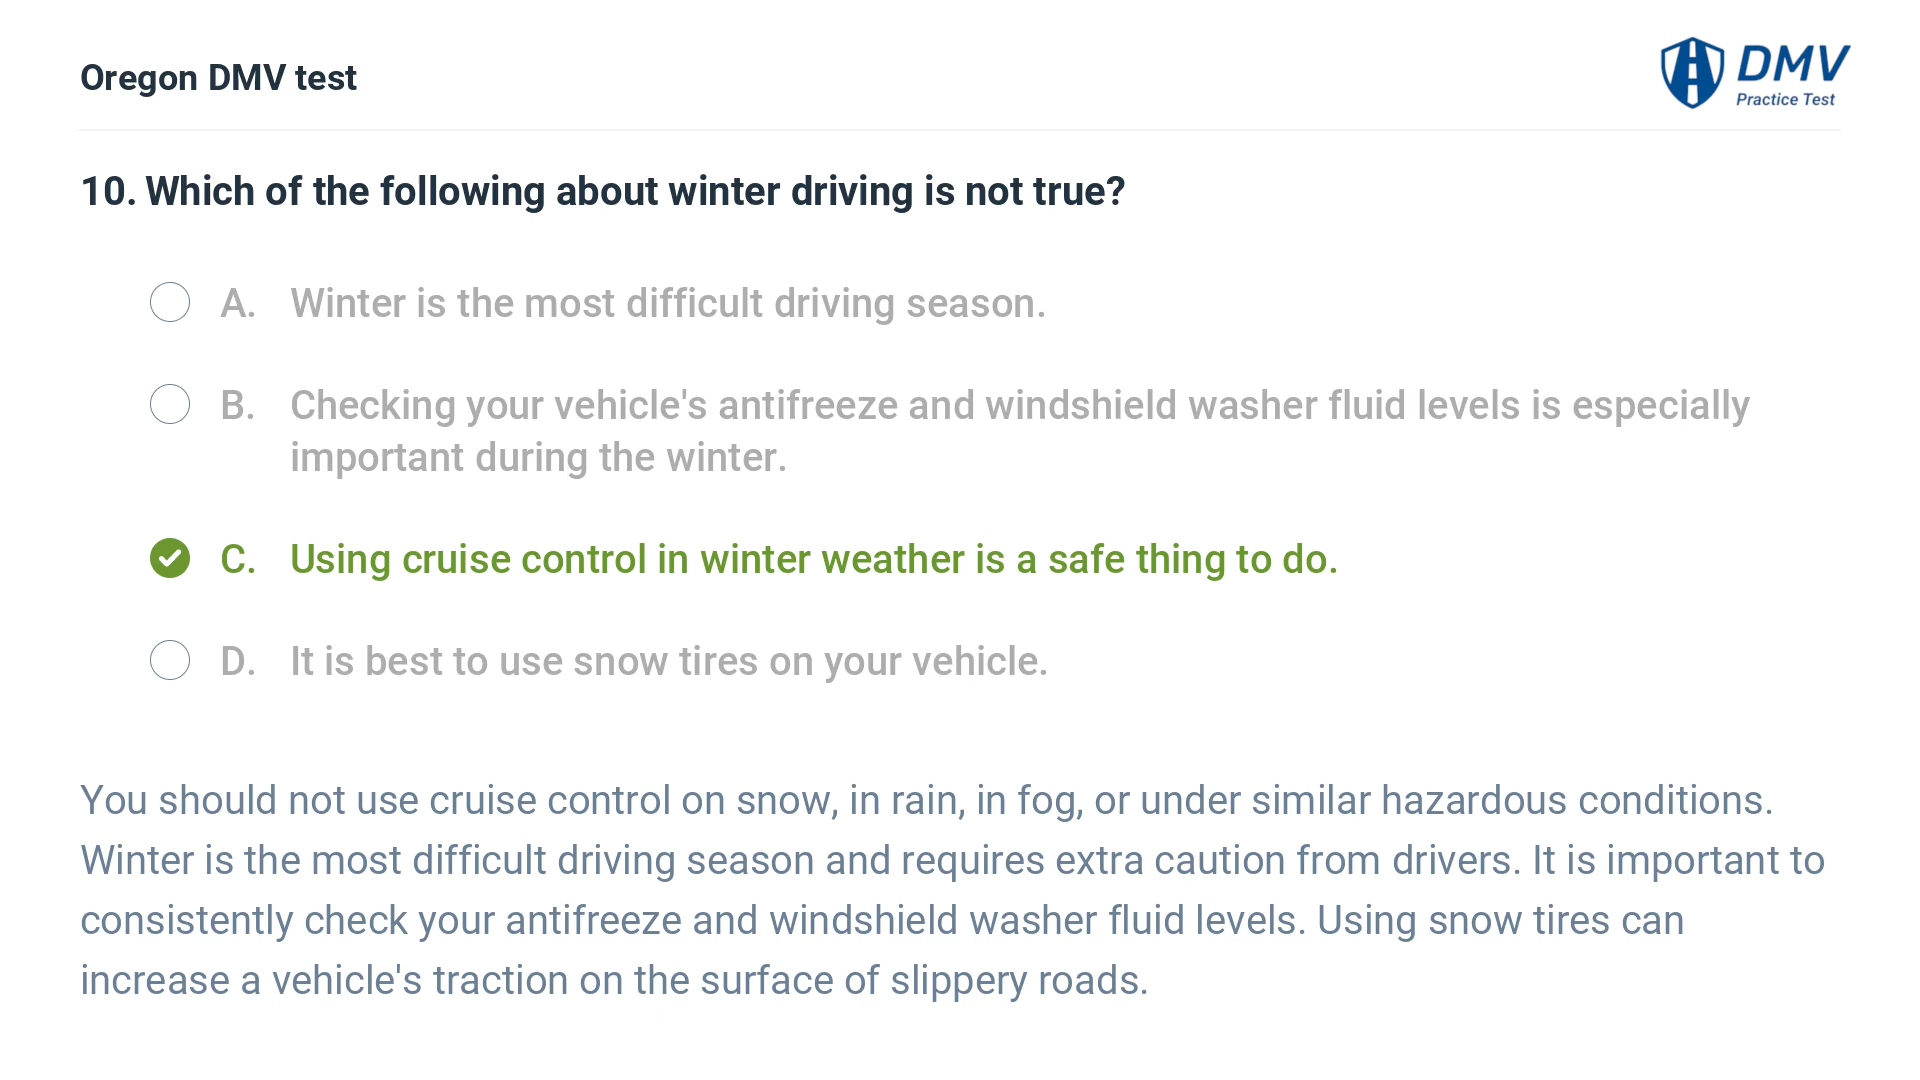 Oregon DMV test
DMV
Practice Test
10. Which of the following about winter driving is not true?
A. Winter is the most difficult driving season.
B. Checking your vehicle's antifreeze and windshield washer fluid levels is especially
important during the winter.
C. Using cruise control in winter weather is a safe thing to do.
D. It is best to use snow tires on your vehicle.
You should not use cruise control on snow, in rain, in fog, or under similar hazardous conditions.
Winter is the most difficult driving season and requires extra caution from drivers. It is important to
consistently check your antifreeze and windshield washer fluid levels. Using snow tires can
increase a vehicle's traction on the surface of slippery roads.